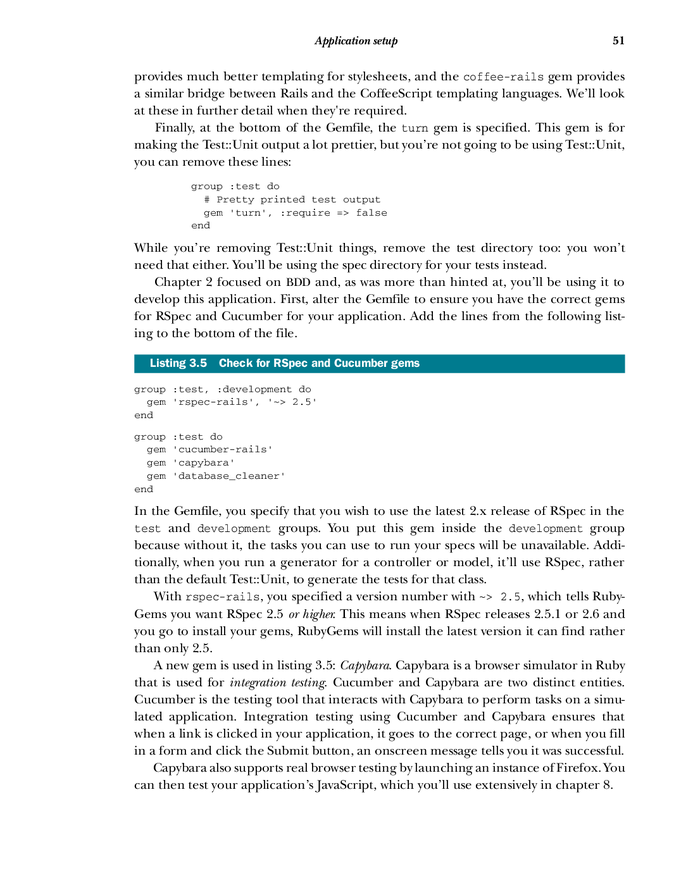 Application setup 51
provides much better templating for stylesheets, and the coffee-rails gem provides
a similar bridge between Rails and the CoffeeScript templating languages. We'll look
at these in further detail when they're required.
Finally, at the bottom of the Gemfile, the turn gem is specified. This gem is for
making the Test::Unit output a lot prettier, but you're not going to be using Test::Unit,
you can remove these lines:
group :test do
  # Pretty printed test output
  gem 'turn', :require => false
end
While you're removing Test::Unit things, remove the test directory too: you won't
need that either. You'll be using the spec directory for your tests instead.
Chapter 2 focused on BDD and, as was more than hinted at, you'll be using it to
develop this application. First, alter the Gemfile to ensure you have the correct gems
for RSpec and Cucumber for your application. Add the lines from the following list-
ing to the bottom of the file.
Listing 3.5 Check for RSpec and Cucumber gems
group :test, :development do
  gem 'rspec-rails', '~> 2.5'
end
group :test do
  gem 'cucumber-rails'
  gem 'capybara'
  gem 'database_cleaner'
end
In the Gemfile, you specify that you wish to use the latest 2.x release of RSpec in the
test and development groups. You put this gem inside the development group
because without it, the tasks you can use to run your specs will be unavailable. Addi-
tionally, when you run a generator for a controller or model, it'll use RSpec, rather
than the default Test::Unit, to generate the tests for that class.
With rspec-rails, you specified a version number with ~> 2.5, which tells Ruby-
Gems you want RSpec 2.5 or higher. This means when RSpec releases 2.5.1 or 2.6 and
you go to install your gems, RubyGems will install the latest version it can find rather
than only 2.5.
A new gem is used in listing 3.5: Capybara. Capybara is a browser simulator in Ruby
that is used for integration testing. Cucumber and Capybara are two distinct entities.
Cucumber is the testing tool that interacts with Capybara to perform tasks on a simu-
lated application. Integration testing using Cucumber and Capybara ensures that
when a link is clicked in your application, it goes to the correct page, or when you fill
in a form and click the Submit button, an onscreen message tells you it was successful.
Capybara also supports real browser testing by launching an instance of Firefox. You
can then test your application's JavaScript, which you'll use extensively in chapter 8.